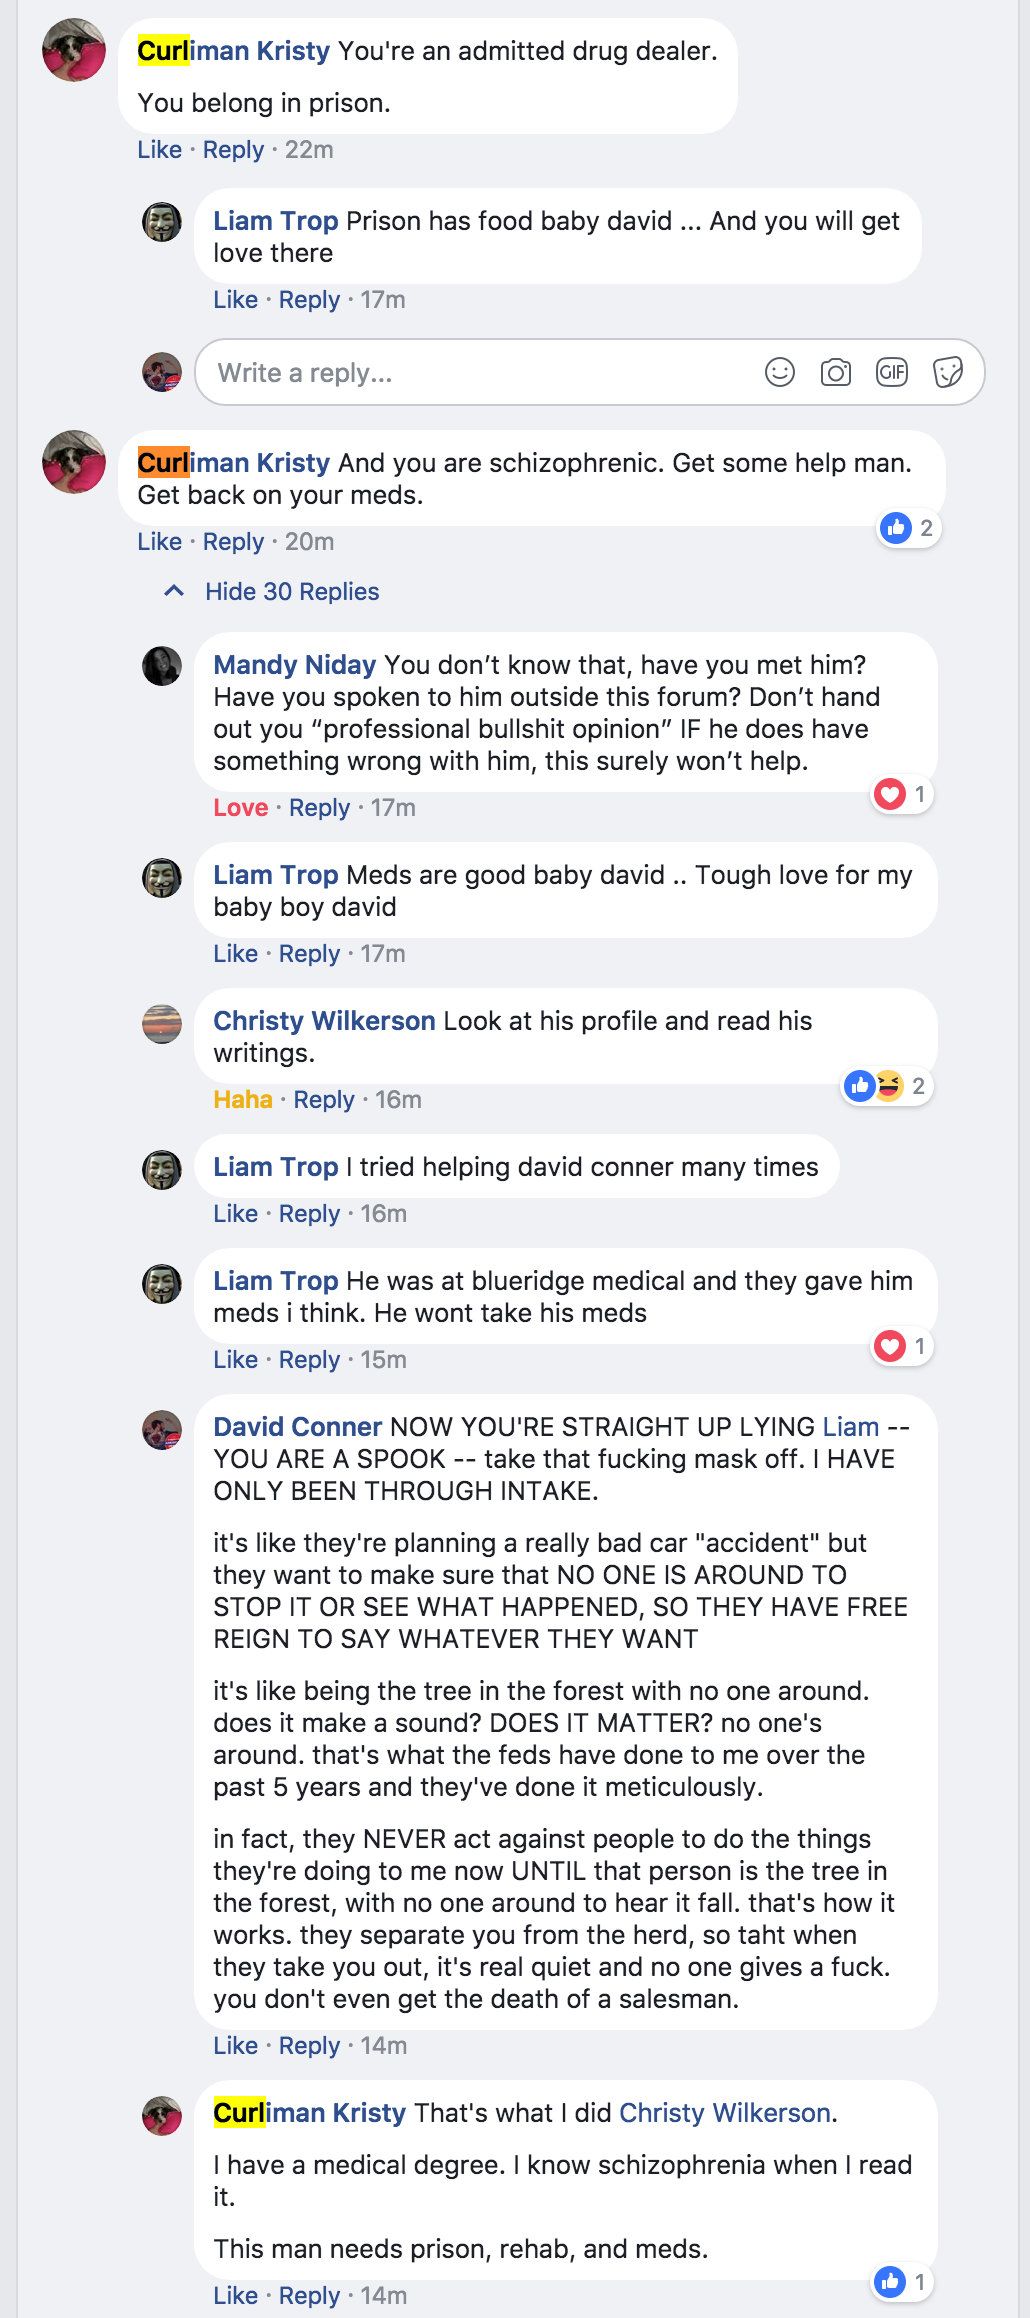 Curliman Kristy You're an admitted drug dealer.
You belong in prison.
Like · Reply · 22m
Liam Trop Prison has food baby david ... And you will get
love there
Like · Reply · 17m
Write a reply...
GIF
Curliman Kristy And you are schizophrenic. Get some help man.
Get back on your meds.
2
Like · Reply · 20m
Hide 30 Replies
Mandy Niday You don’t know that, have you met him?
Have you spoken to him outside this forum? Don’t hand
out you “professional bullshit opinion” IF he does have
something wrong with him, this surely won’t help.
1
Love · Reply · 17m
Liam Trop Meds are good baby david .. Tough love for my
baby boy david
Like · Reply · 17m
Christy Wilkerson Look at his profile and read his
writings.
2
Haha · Reply · 16m
Liam Trop I tried helping david conner many times
Like · Reply · 16m
Liam Trop He was at blueridge medical and they gave him
meds i think. He wont take his meds
1
Like · Reply · 15m
David Conner NOW YOU'RE STRAIGHT UP LYING Liam --
YOU ARE A SPOOK -- take that fucking mask off. I HAVE
ONLY BEEN THROUGH INTAKE.
it's like they're planning a really bad car "accident" but
they want to make sure that NO ONE IS AROUND TO
STOP IT OR SEE WHAT HAPPENED, SO THEY HAVE FREE
REIGN TO SAY WHATEVER THEY WANT
it's like being the tree in the forest with no one around.
does it make a sound? DOES IT MATTER? no one's
around. that's what the feds have done to me over the
past 5 years and they've done it meticulously.
in fact, they NEVER act against people to do the things
they're doing to me now UNTIL that person is the tree in
the forest, with no one around to hear it fall. that's how it
works. they separate you from the herd, so taht when
they take you out, it's real quiet and no one gives a fuck.
you don't even get the death of a salesman.
Like · Reply · 14m
Curliman Kristy That's what I did Christy Wilkerson.
I have a medical degree. I know schizophrenia when I read
it.
This man needs prison, rehab, and meds.
1
Like · Reply · 14m